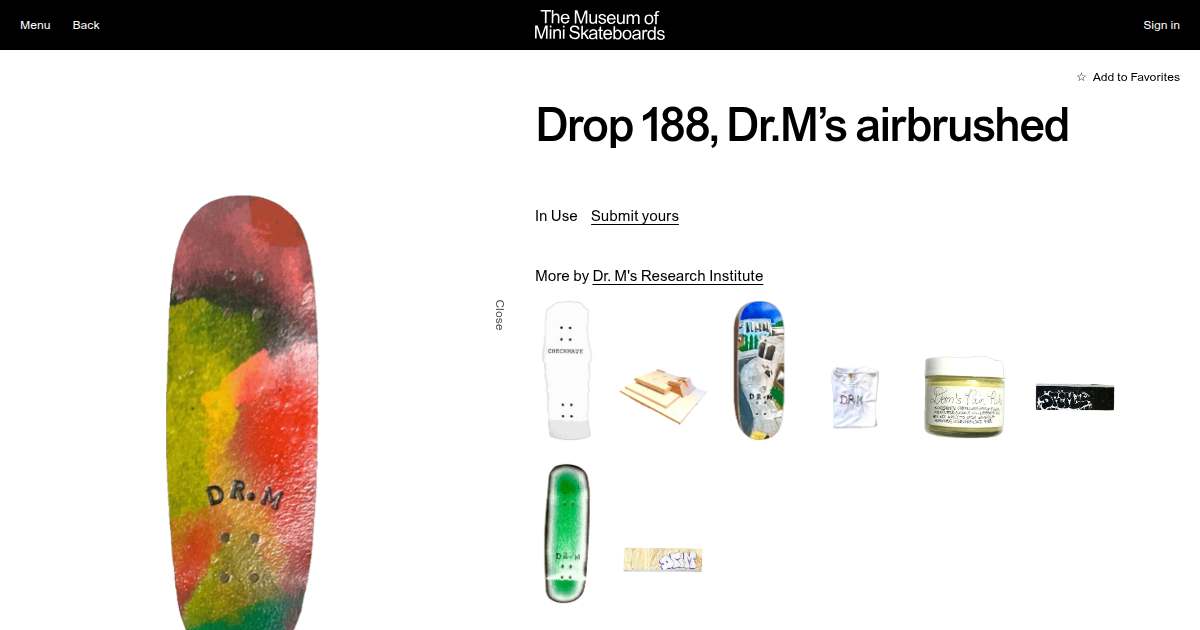 Menu
Back
The Museum of
Mini Skateboards
Sign in
☆ Add to Favorites
Drop 188, Dr.M’s airbrushed
In Use Submit yours
More by Dr. M's Research Institute
Close
CHECKMATE
DR.M
DRM
DR.M
DR.M